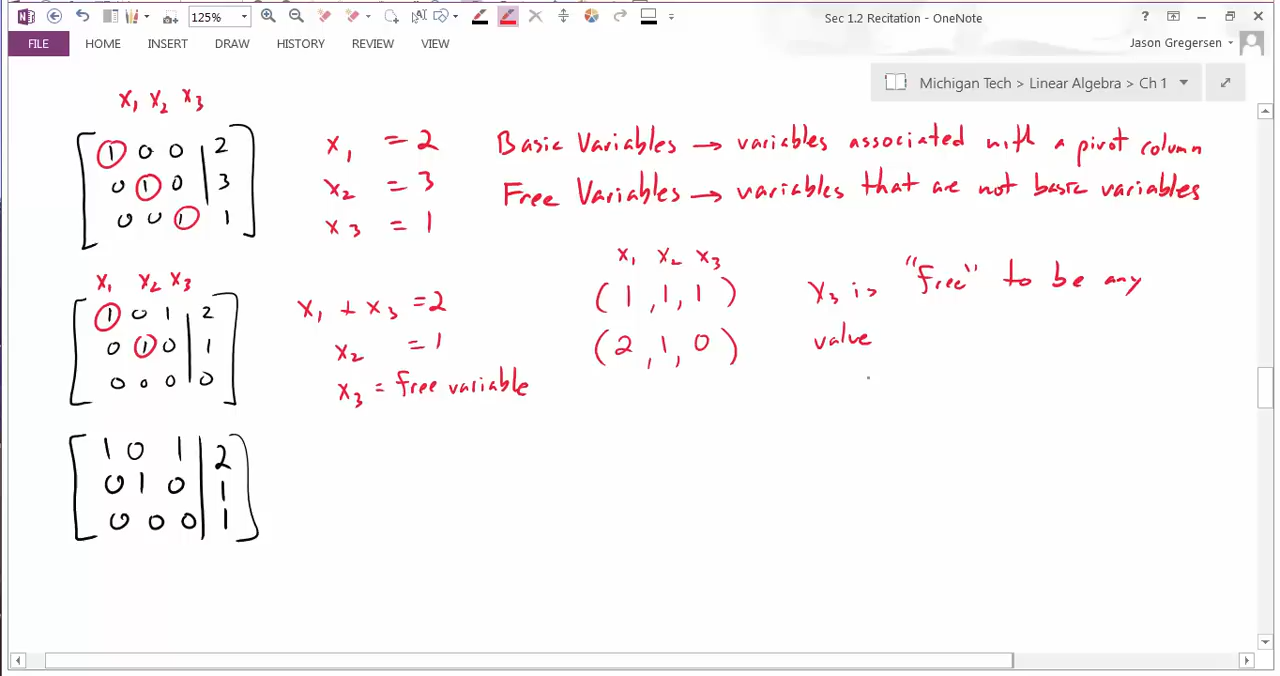 125%
Sec 1.2 Recitation - OneNote
FILE HOME INSERT DRAW HISTORY REVIEW VIEW
Jason Gregersen
Michigan Tech > Linear Algebra > Ch 1
x₁ x₂ x₃
1 0 0 | 2
0 1 0 | 3
0 0 1 | 1
x₁ = 2
x₂ = 3
x₃ = 1
Basic Variables → variables associated with a pivot column
Free Variables → variables that are not basic variables
x₁ x₂ x₃
1 0 1 | 2
0 1 0 | 1
0 0 0 | 0
x₁ + x₃ = 2
x₂ = 1
x₃ = free variable
x₁ x₂ x₃
(1, 1, 1)
(2, 1, 0)
x₃ is "free" to be any
value
1 0 1 | 2
0 1 0 | 1
0 0 0 | 1